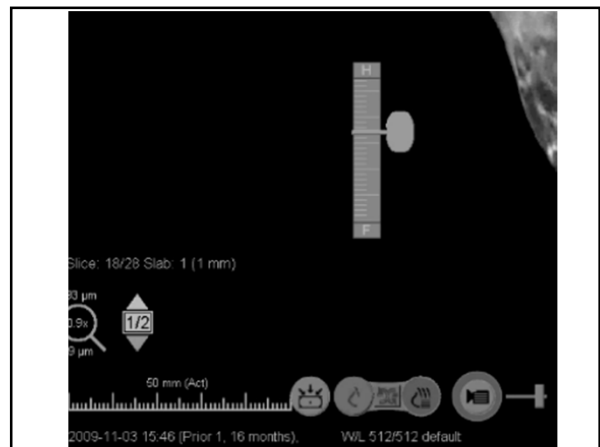 H
F
Slice: 18/28 Slab: 1 (1 mm)
93 µm
0.9x
1/2
9 µm
50 mm (Act)
2009-11-03 15:46 (Prior 1, 16 months), W/L 512/512 default